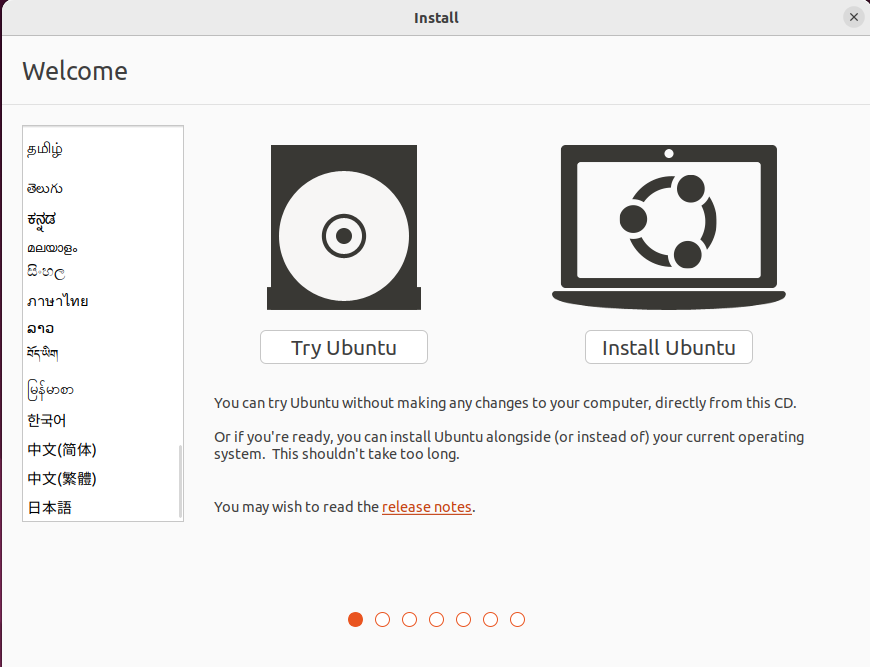 Install
Welcome
தமிழ்
తెలుగు
ಕನ್ನಡ
മലയാളം
සිංහල
ภาษาไทย
ລາວ
བོད་ཡིག
မြန်မာစာ
한국어
中文(简体)
中文(繁體)
日本語
Try Ubuntu
Install Ubuntu
You can try Ubuntu without making any changes to your computer, directly from this CD.
Or if you're ready, you can install Ubuntu alongside (or instead of) your current operating
system.  This shouldn't take too long.
You may wish to read the release notes.